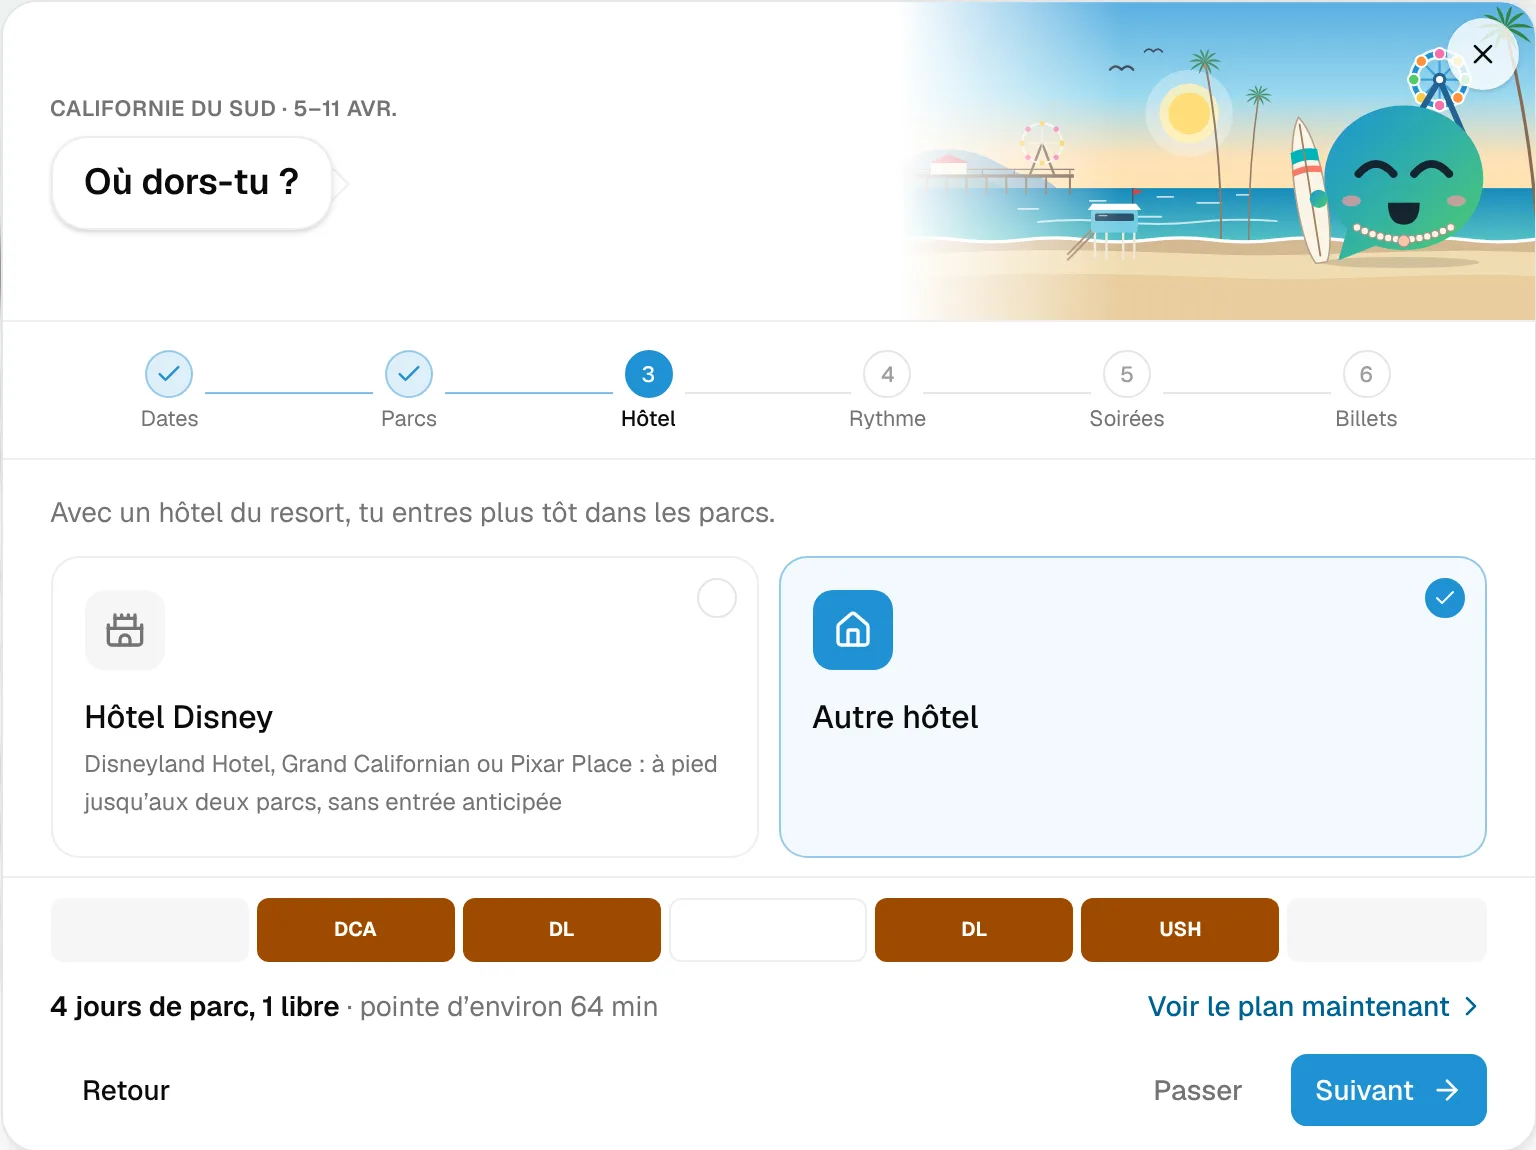 CALIFORNIE DU SUD · 5–11 AVR.
Où dors-tu ?
3
4
5
6
Dates
Parcs
Hôtel
Rythme
Soirées
Billets
Avec un hôtel du resort, tu entres plus tôt dans les parcs.
Hôtel Disney
Disneyland Hotel, Grand Californian ou Pixar Place : à pied
jusqu’aux deux parcs, sans entrée anticipée
Autre hôtel
DCA
DL
DL
USH
4 jours de parc, 1 libre · pointe d’environ 64 min
Voir le plan maintenant
Retour
Passer
Suivant